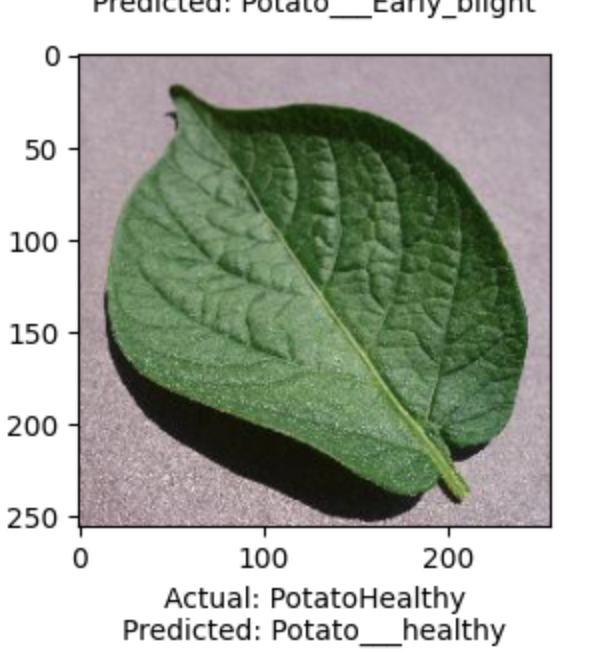 Predicted: Potato___Early_blight
0
50
100
150
200
250
0 100 200
Actual: PotatoHealthy
Predicted: Potato___healthy